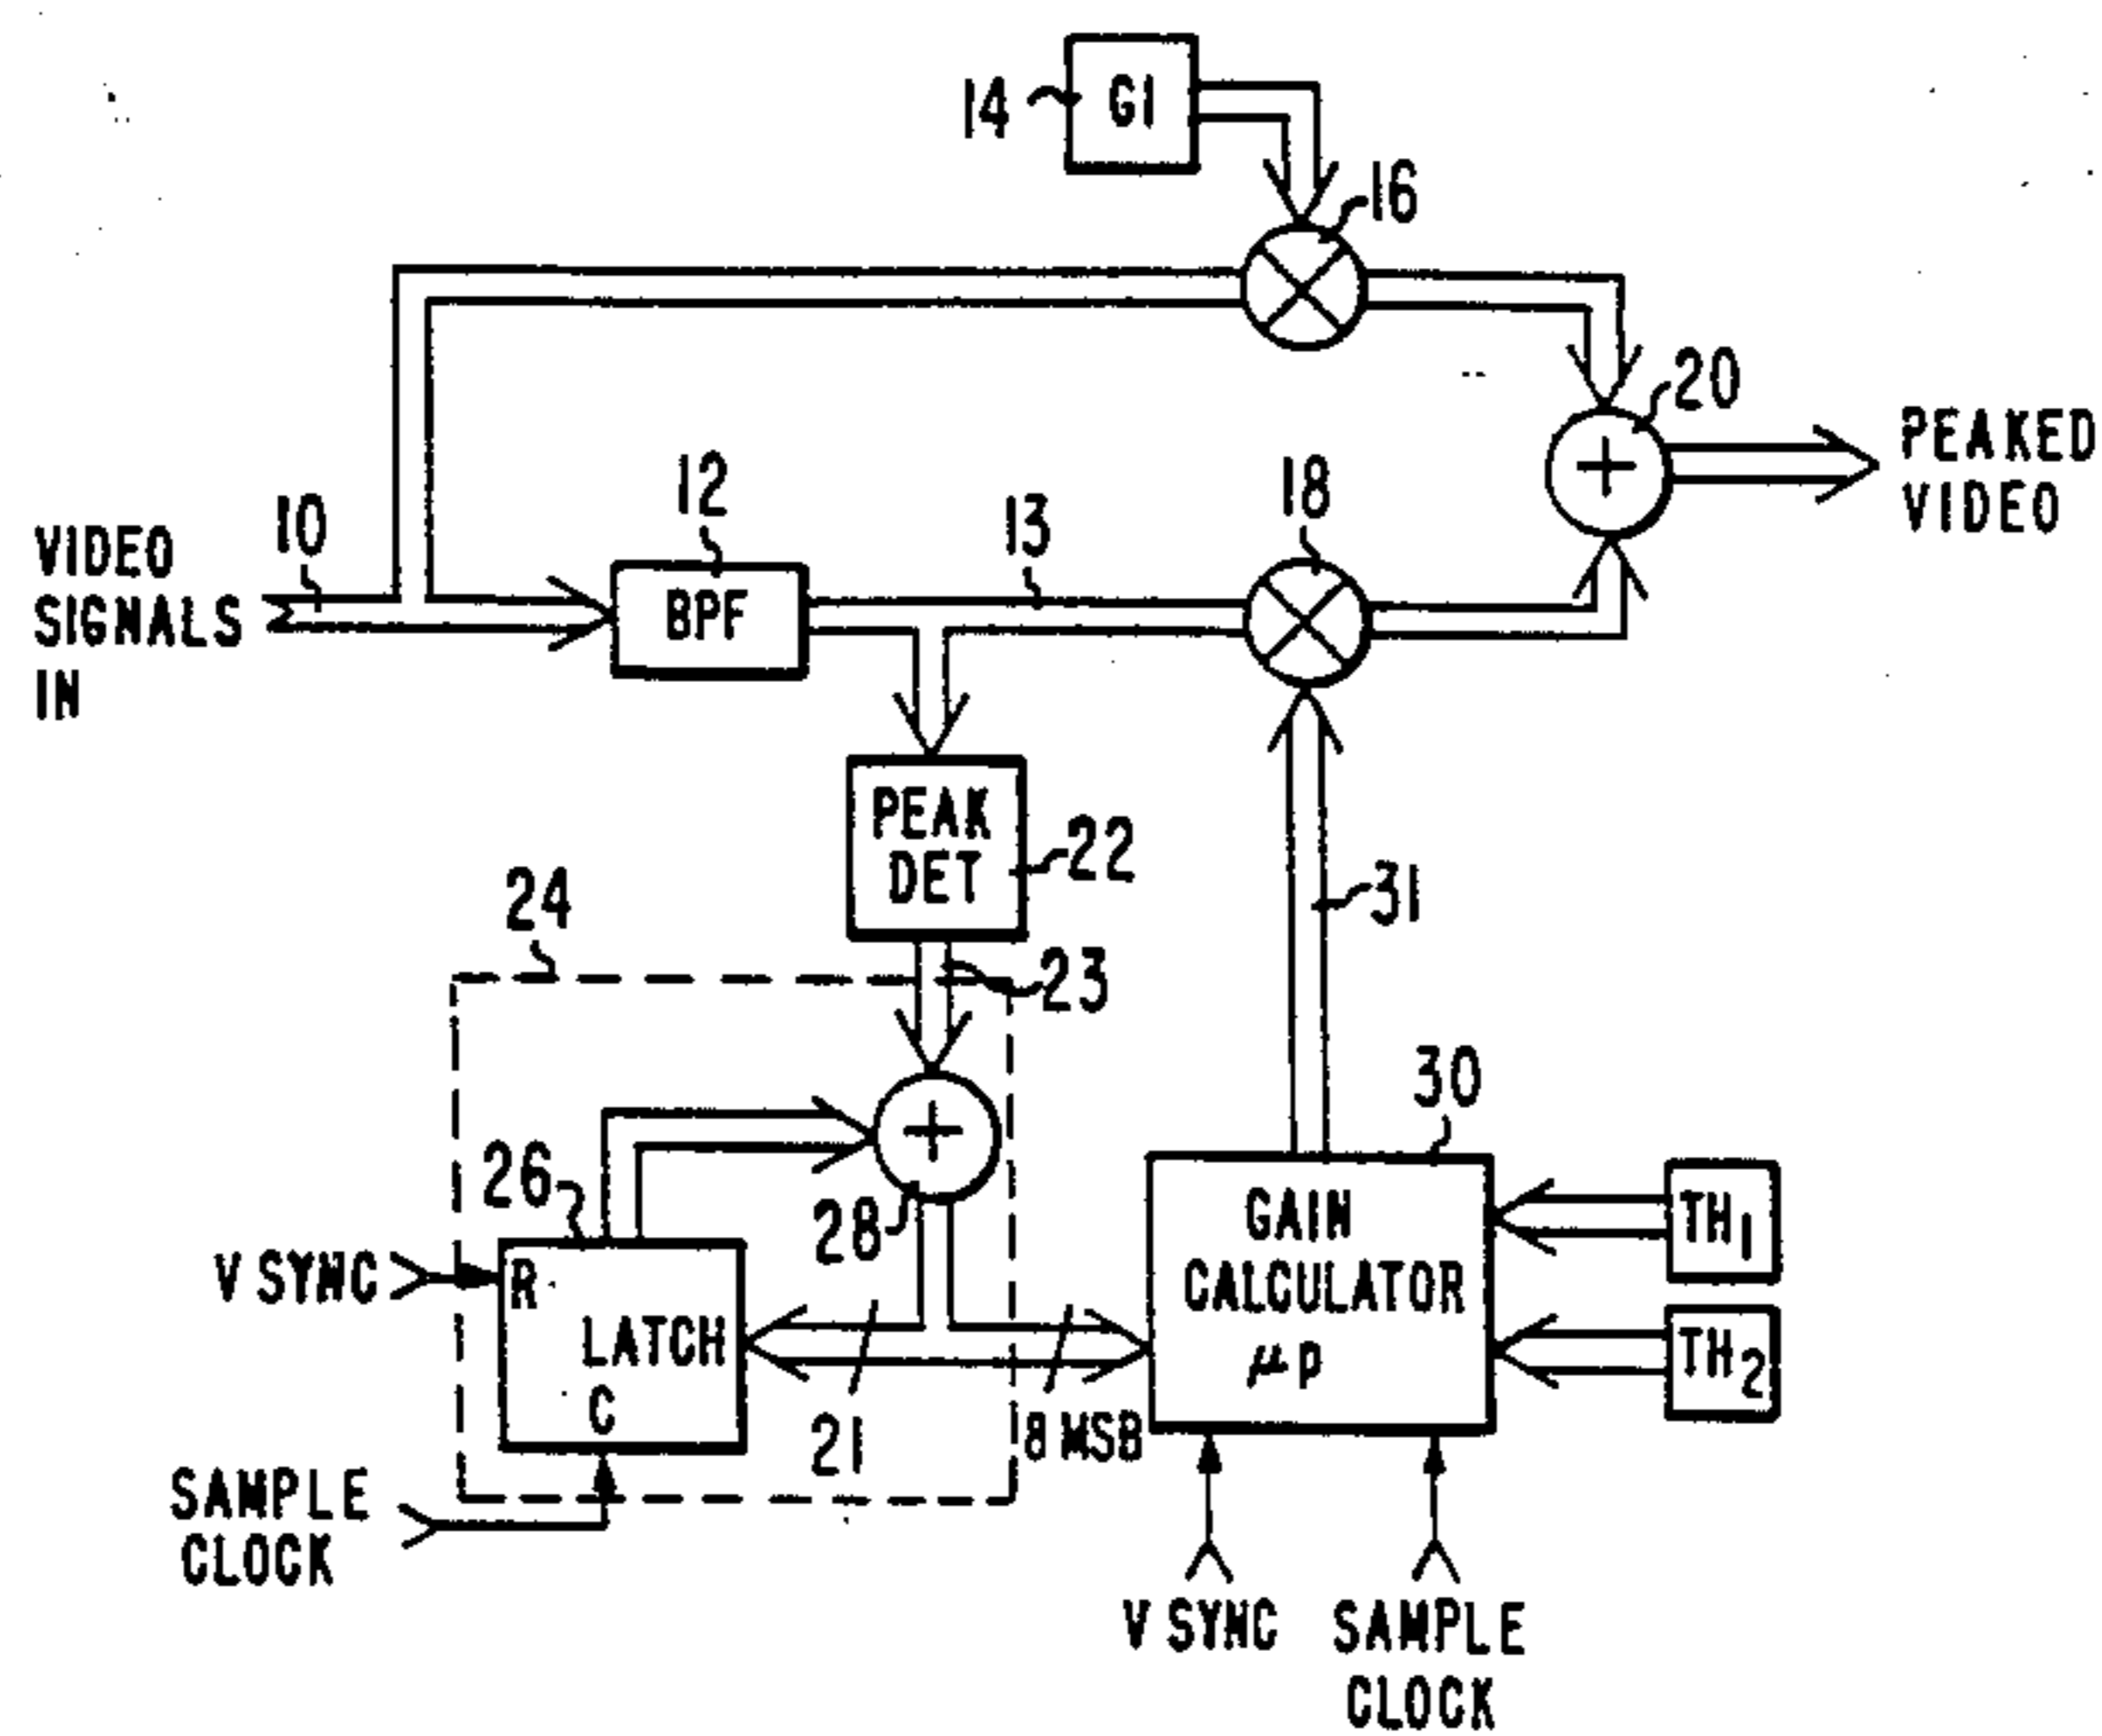 14
G1
16
20
PEAKED
VIDEO
VIDEO
SIGNALS
IN
10
12
BPF
13
18
PEAK
DET
22
31
24
23
30
26
28
V SYNC
R
LATCH
C
21
8 MSB
GAIN
CALCULATOR
μP
TH1
TH2
SAMPLE
CLOCK
V SYNC
SAMPLE
CLOCK